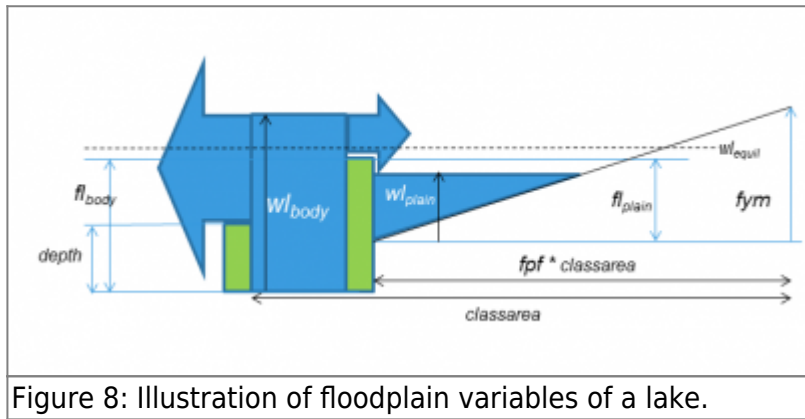 wl_equil
fl_body
wl_body
wl_plain
fl_plain
fym
depth
fpf * classarea
classarea
Figure 8: Illustration of floodplain variables of a lake.